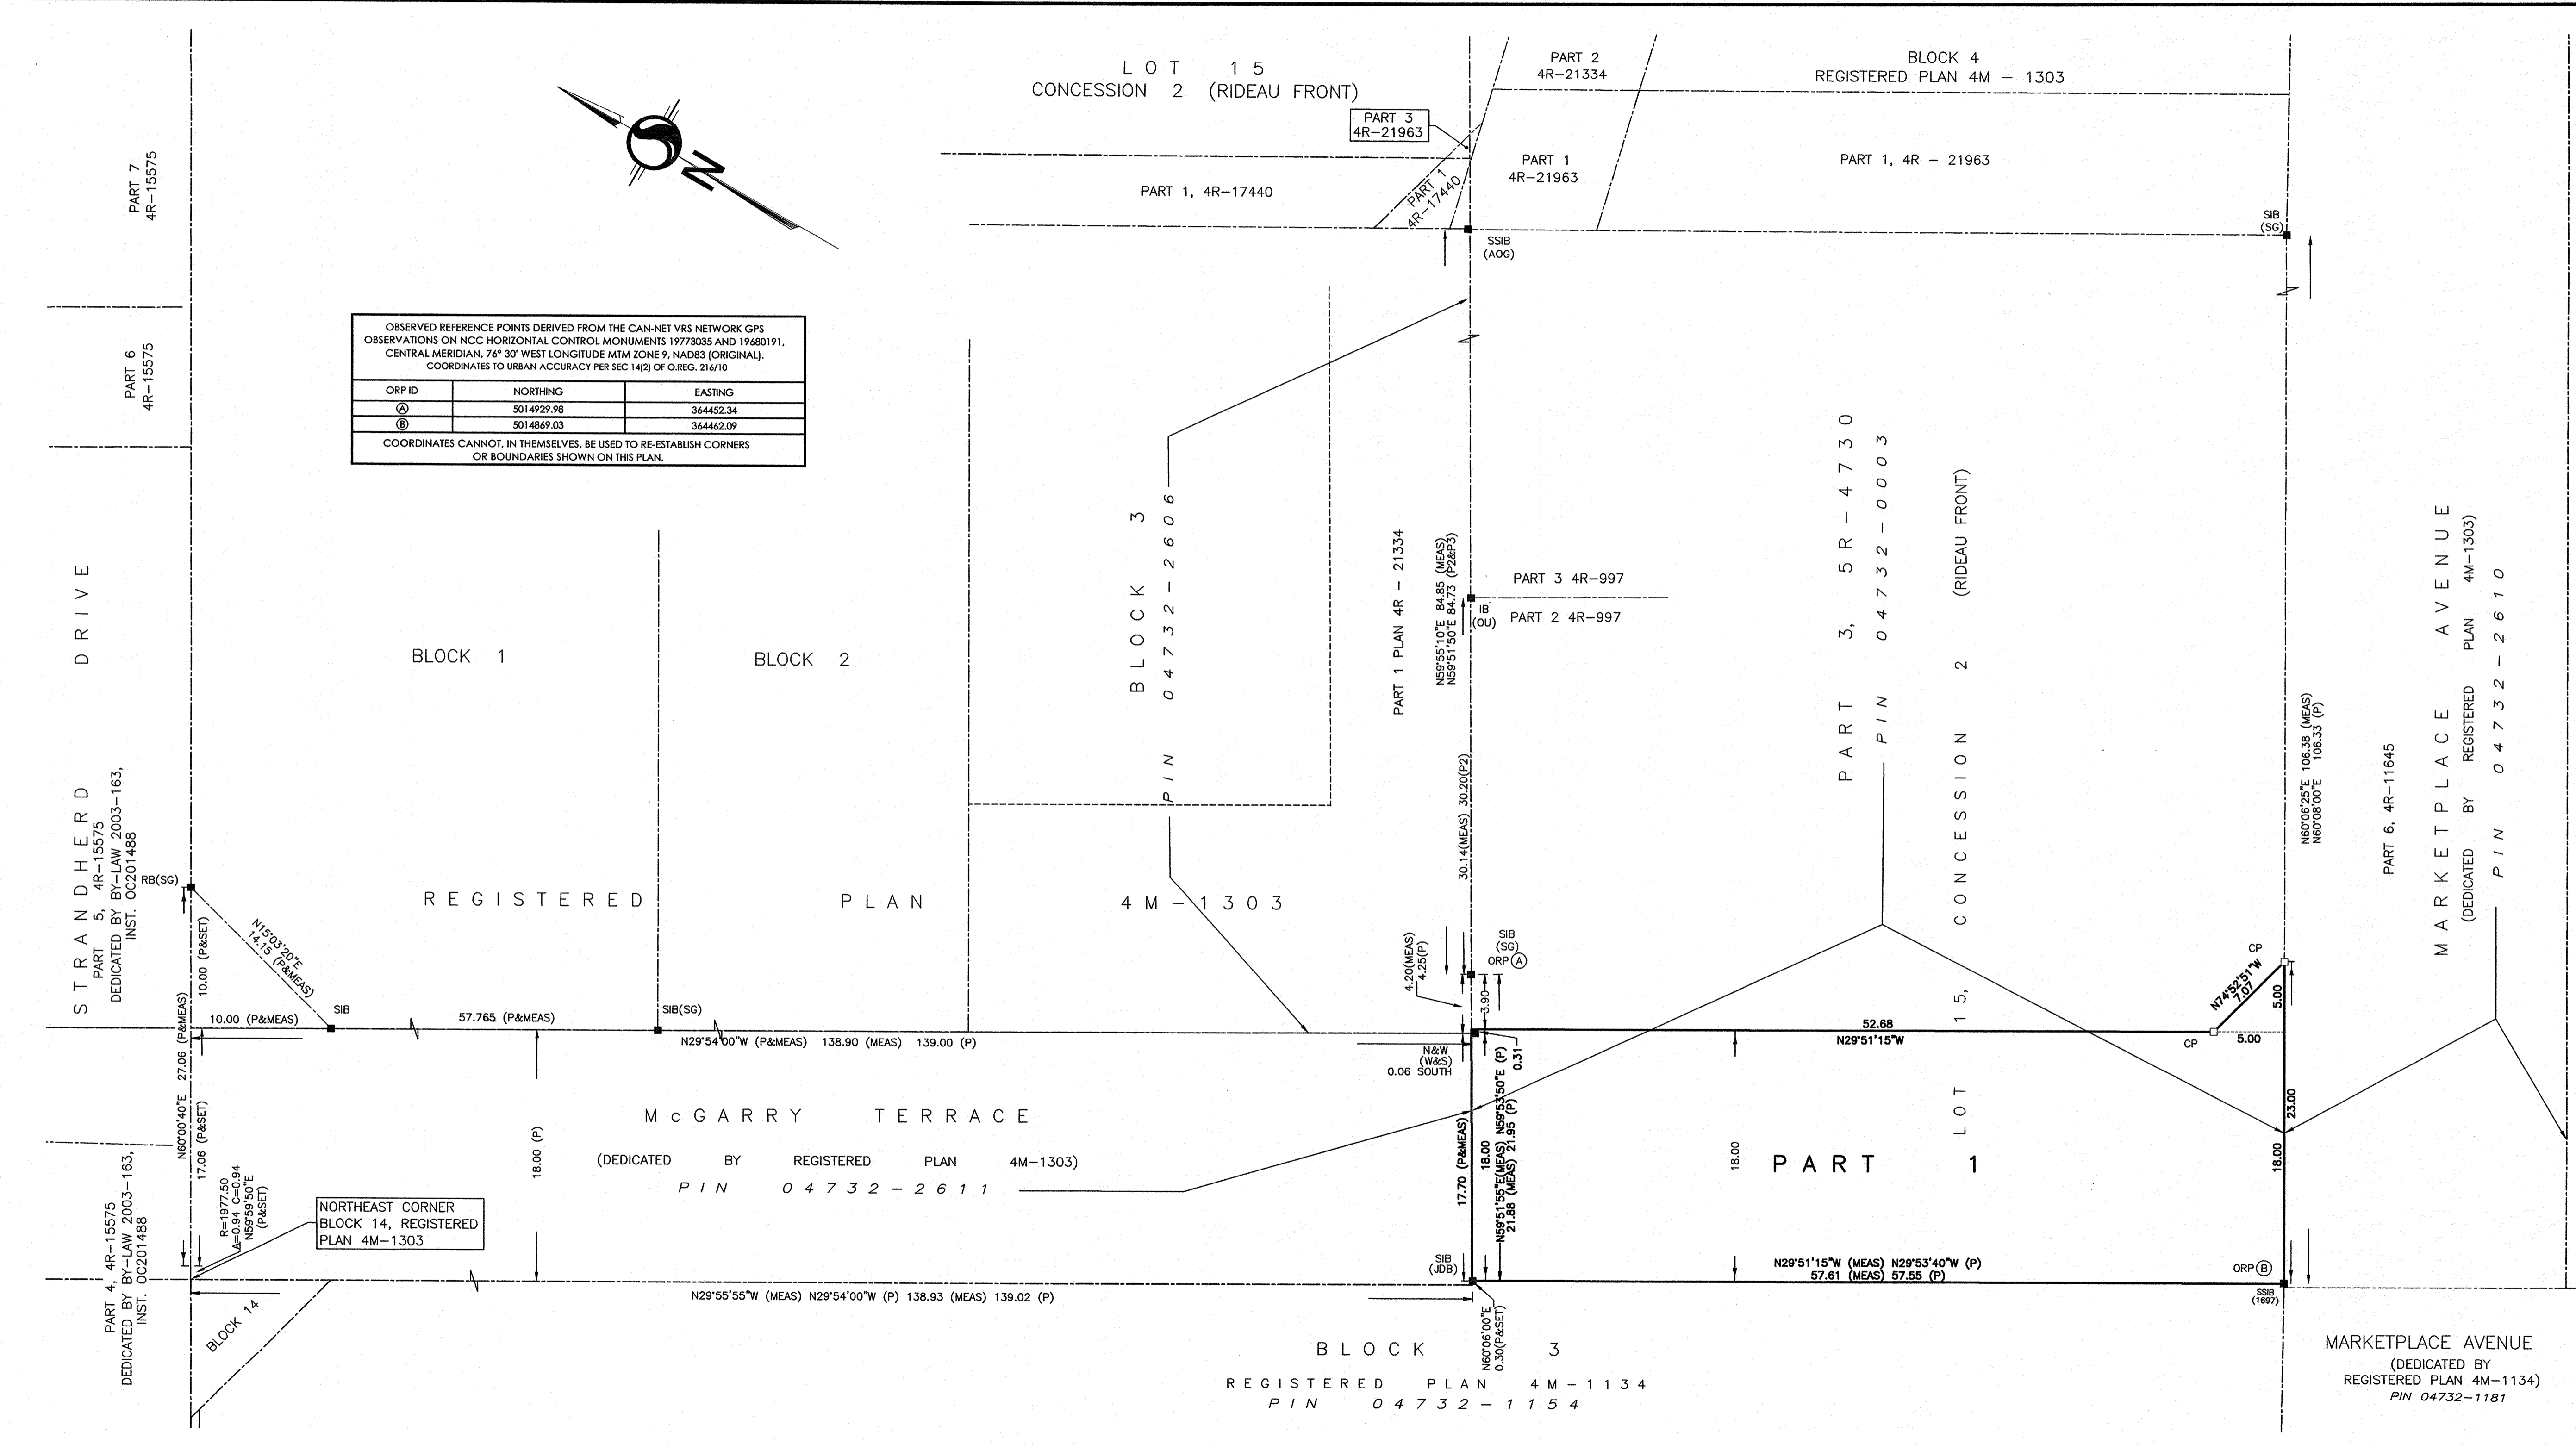 LOT 15
CONCESSION 2 (RIDEAU FRONT)
PART 3
4R-21963
PART 2
4R-21334
BLOCK 4
REGISTERED PLAN 4M - 1303
PART 7
4R-15575
N
PART 1, 4R-17440
PART 1
4R-17440
PART 1
4R-21963
PART 1, 4R - 21963
SSIB
(AOG)
SIB
(SG)
PART 6
4R-15575
OBSERVED REFERENCE POINTS DERIVED FROM THE CAN-NET VRS NETWORK GPS
OBSERVATIONS ON NCC HORIZONTAL CONTROL MONUMENTS 19773035 AND 19680191,
CENTRAL MERIDIAN, 76° 30' WEST LONGITUDE MTM ZONE 9, NAD83 (ORIGINAL).
COORDINATES TO URBAN ACCURACY PER SEC 14(2) OF O.REG. 216/10
ORP ID NORTHING EASTING
A 5014929.98 364452.34
B 5014869.03 364462.09
COORDINATES CANNOT, IN THEMSELVES, BE USED TO RE-ESTABLISH CORNERS
OR BOUNDARIES SHOWN ON THIS PLAN.
STRANDHERD DRIVE
PART 5, 4R-15575
DEDICATED BY BY-LAW 2003-163,
INST. OC201488
BLOCK 1
BLOCK 2
BLOCK 3
PIN 04732-2606
PART 1 PLAN 4R - 21334
N59°55'10"E 84.85 (MEAS)
N59°51'50"E 84.73 (P2&P3)
PART 3 4R-997
IB
(OU)
PART 2 4R-997
PART 3, 5R-4730
PIN 04732-0003
LOT 15, CONCESSION 2 (RIDEAU FRONT)
N60°06'25"E 106.38 (MEAS)
N60°08'00"E 106.33 (P)
PART 6, 4R-11645
MARKETPLACE AVENUE
(DEDICATED BY REGISTERED PLAN 4M-1303)
PIN 04732-2610
30.14(MEAS) 30.20(P2)
RB(SG)
REGISTERED PLAN 4M-1303
N15°03'20"E
14.15 (P&MEAS)
10.00 (P&SET)
N60°00'40"E 27.06 (P&MEAS)
10.00 (P&MEAS)
SIB
57.765 (P&MEAS)
SIB(SG)
N29°54'00"W (P&MEAS) 138.90 (MEAS) 139.00 (P)
4.20(MEAS)
4.25(P)
SIB
(SG)
ORP A
3.90
0.31
N&W
(W&S)
0.06 SOUTH
52.68
N29°51'15"W
CP
N74°52'51"W
7.07
CP
5.00
5.00
23.00
18.00
17.06 (P&SET)
R=1977.50
Δ=0.94 C=0.94
N59°59'50"E
(P&SET)
18.00 (P)
McGARRY TERRACE
(DEDICATED BY REGISTERED PLAN 4M-1303)
PIN 04732-2611
17.70 (P&MEAS)
18.00
N59°51'55"E(MEAS) N59°53'50"E (P)
21.88 (MEAS) 21.95 (P)
18.00
PART 1
NORTHEAST CORNER
BLOCK 14, REGISTERED
PLAN 4M-1303
PART 4, 4R-15575
DEDICATED BY BY-LAW 2003-163,
INST. OC201488
BLOCK 14
SIB
(JDB)
N29°51'15"W (MEAS) N29°53'40"W (P)
57.61 (MEAS) 57.55 (P)
ORP B
SSIB
(1697)
N29°55'55"W (MEAS) N29°54'00"W (P) 138.93 (MEAS) 139.02 (P)
N60°06'00"E
0.30(P&SET)
BLOCK 3
REGISTERED PLAN 4M-1134
PIN 04732-1154
MARKETPLACE AVENUE
(DEDICATED BY
REGISTERED PLAN 4M-1134)
PIN 04732-1181